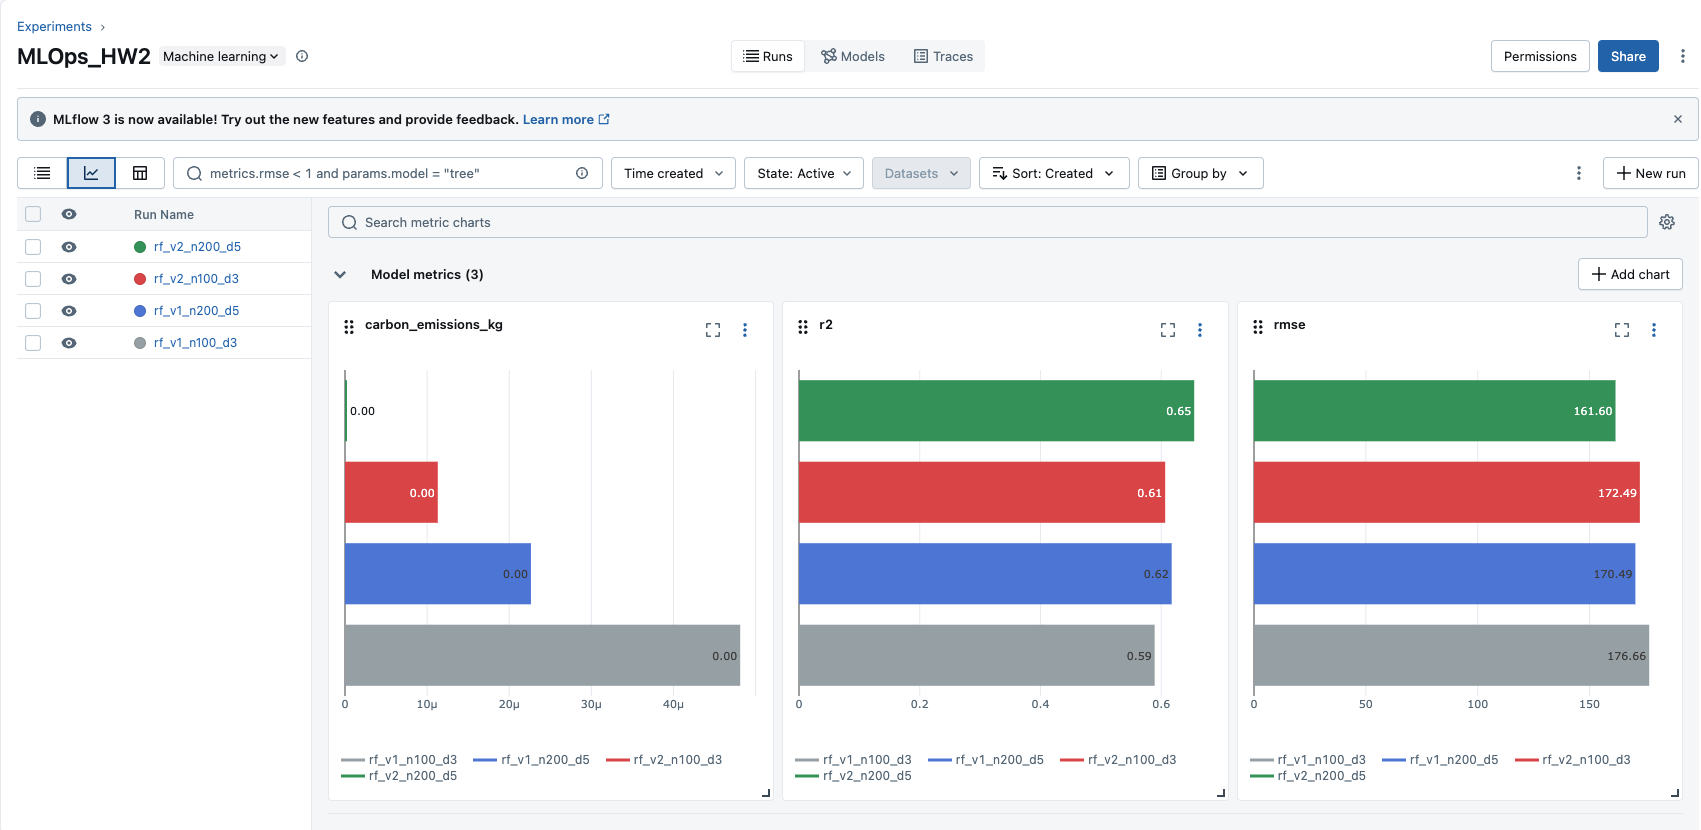 Experiments ›
MLOps_HW2 Machine learning
Runs Models Traces
Permissions Share
MLflow 3 is now available! Try out the new features and provide feedback. Learn more
metrics.rmse < 1 and params.model = "tree"
Time created State: Active Datasets Sort: Created Group by
New run
Run Name
rf_v2_n200_d5
rf_v2_n100_d3
rf_v1_n200_d5
rf_v1_n100_d3
Search metric charts
Model metrics (3)
Add chart
carbon_emissions_kg
0.00
0.00
0.00
0.00
0 10µ 20µ 30µ 40µ
rf_v1_n100_d3 rf_v1_n200_d5 rf_v2_n100_d3
rf_v2_n200_d5
r2
0.65
0.61
0.62
0.59
0 0.2 0.4 0.6
rf_v1_n100_d3 rf_v1_n200_d5 rf_v2_n100_d3
rf_v2_n200_d5
rmse
161.60
172.49
170.49
176.66
0 50 100 150
rf_v1_n100_d3 rf_v1_n200_d5 rf_v2_n100_d3
rf_v2_n200_d5